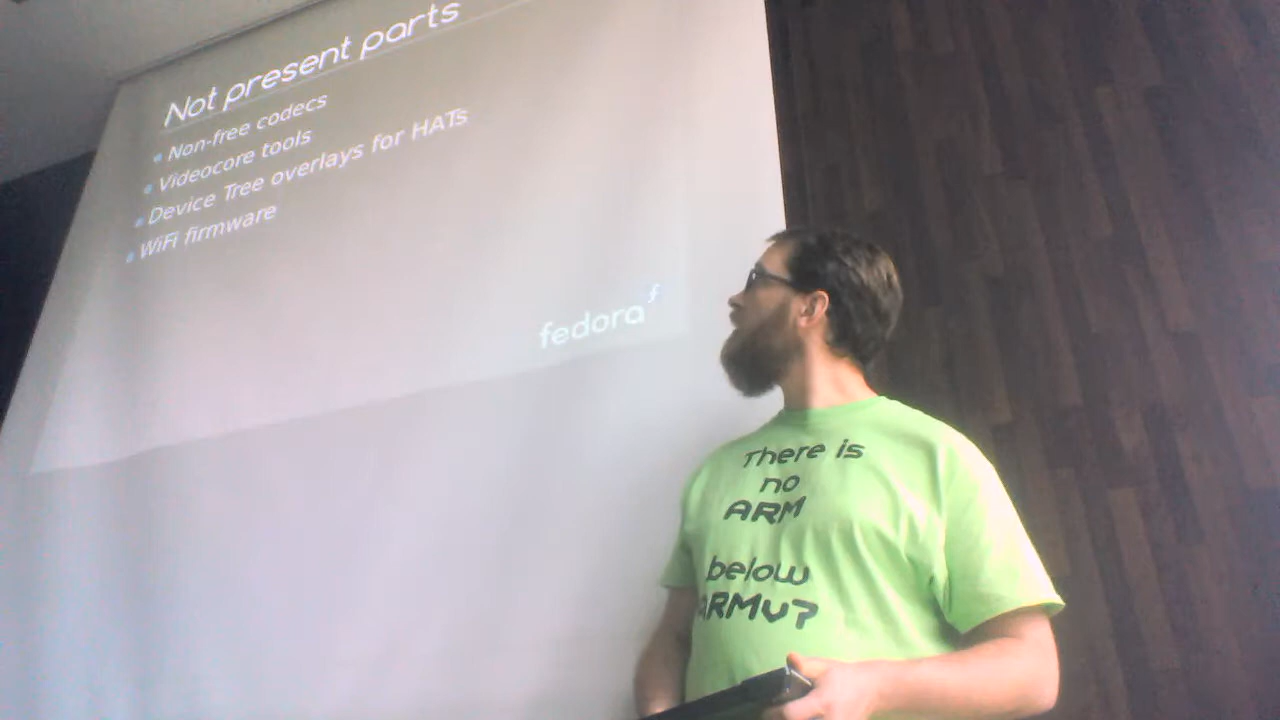 Not present parts
Non-free codecs
Videocore tools
Device Tree overlays for HATs
WiFi firmware
fedora f
There is
no
ARM
below
ARMv7